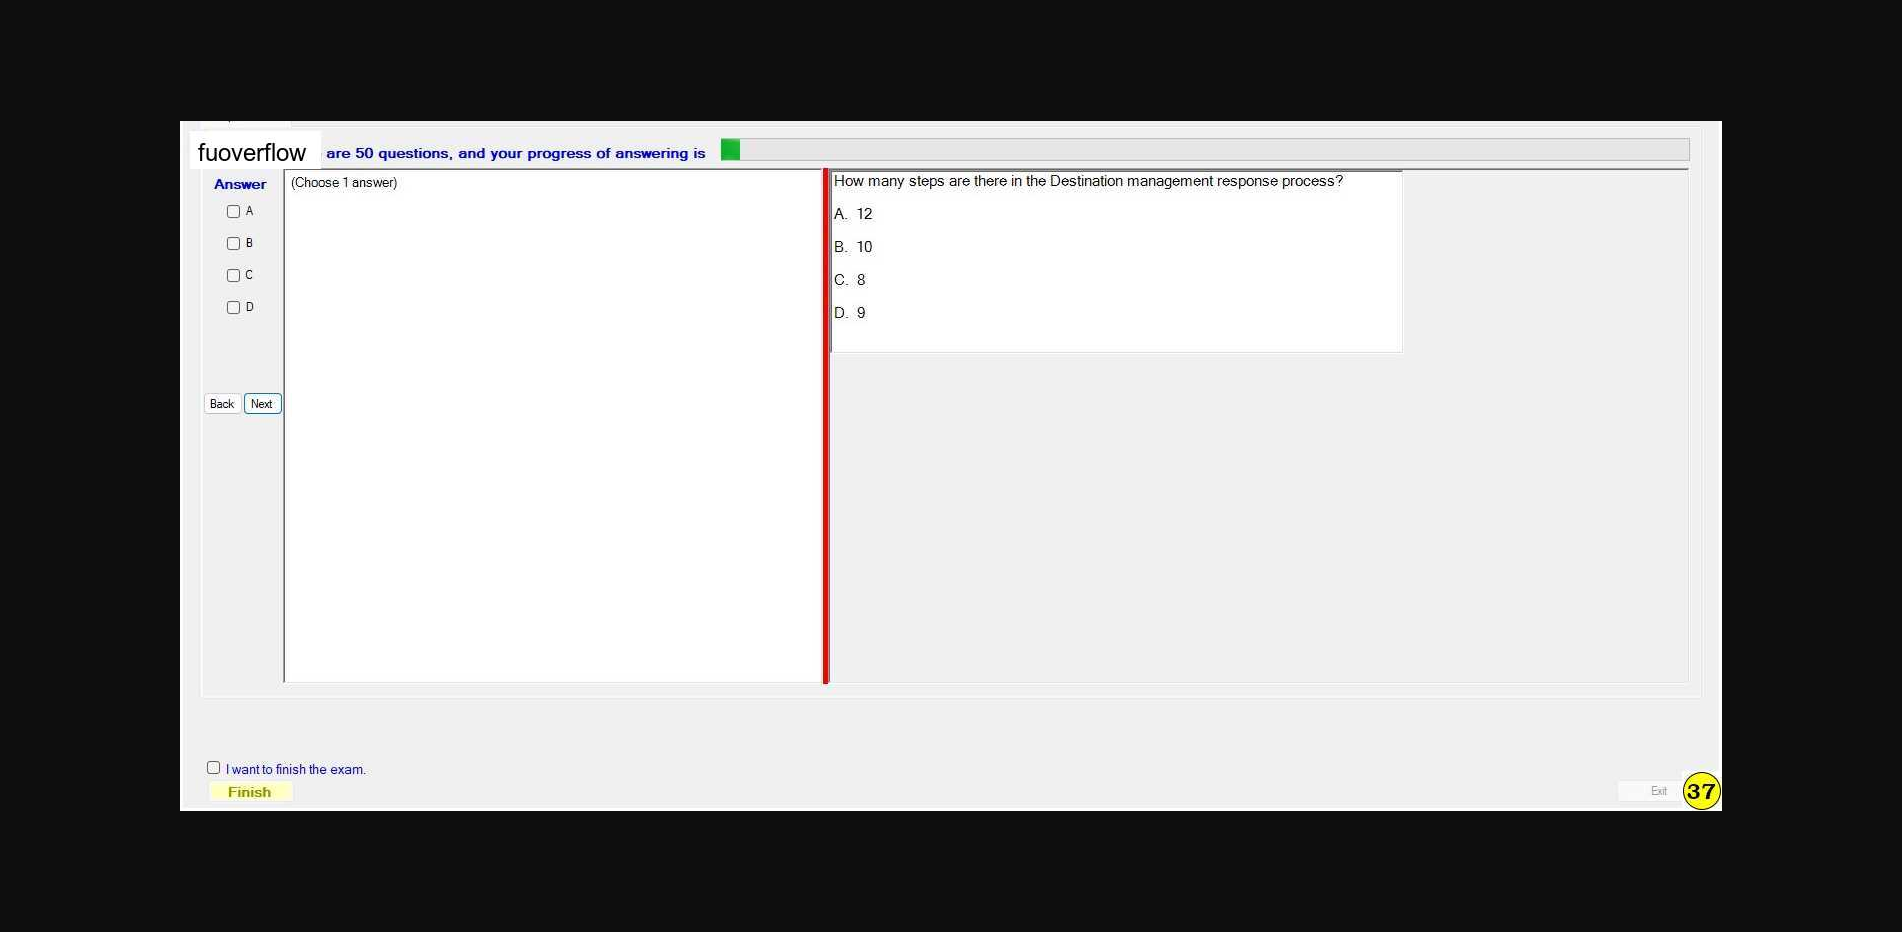 fuoverflow are 50 questions, and your progress of answering is
Answer
A
B
C
D
Back Next
(Choose 1 answer)
How many steps are there in the Destination management response process?
A. 12
B. 10
C. 8
D. 9
I want to finish the exam.
Finish
Exit
37